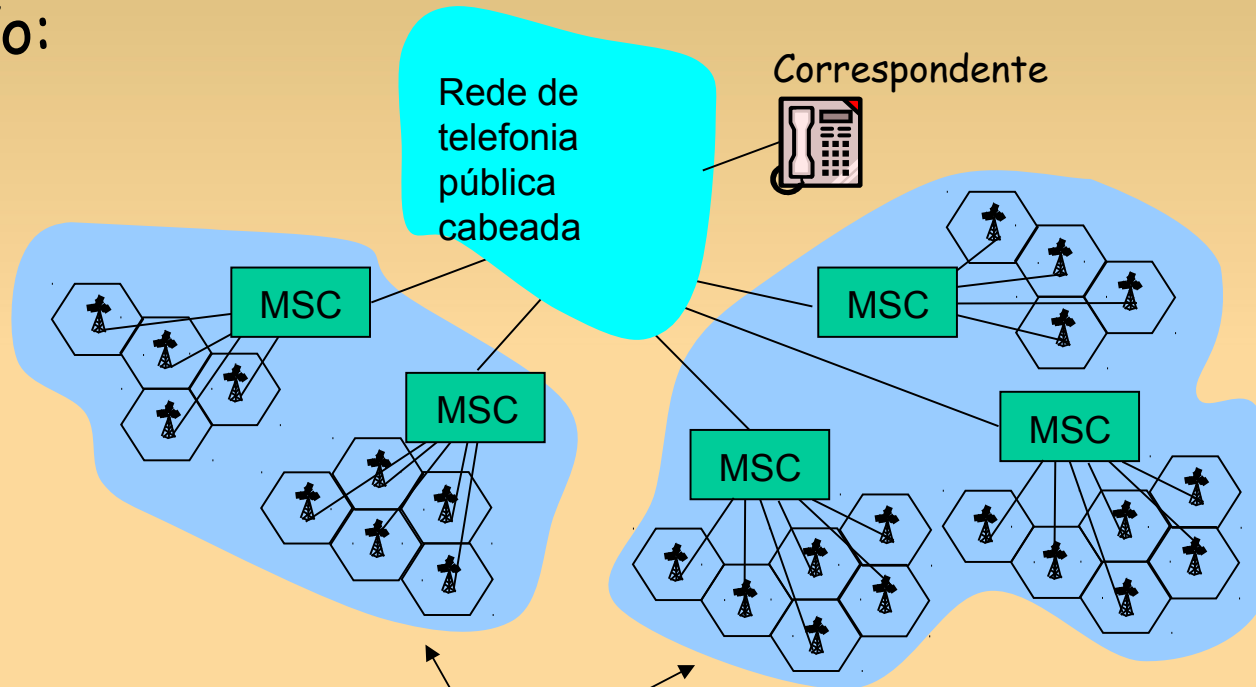 o:
Correspondente
Rede de
telefonia
pública
cabeada
MSC
MSC
MSC
MSC
MSC